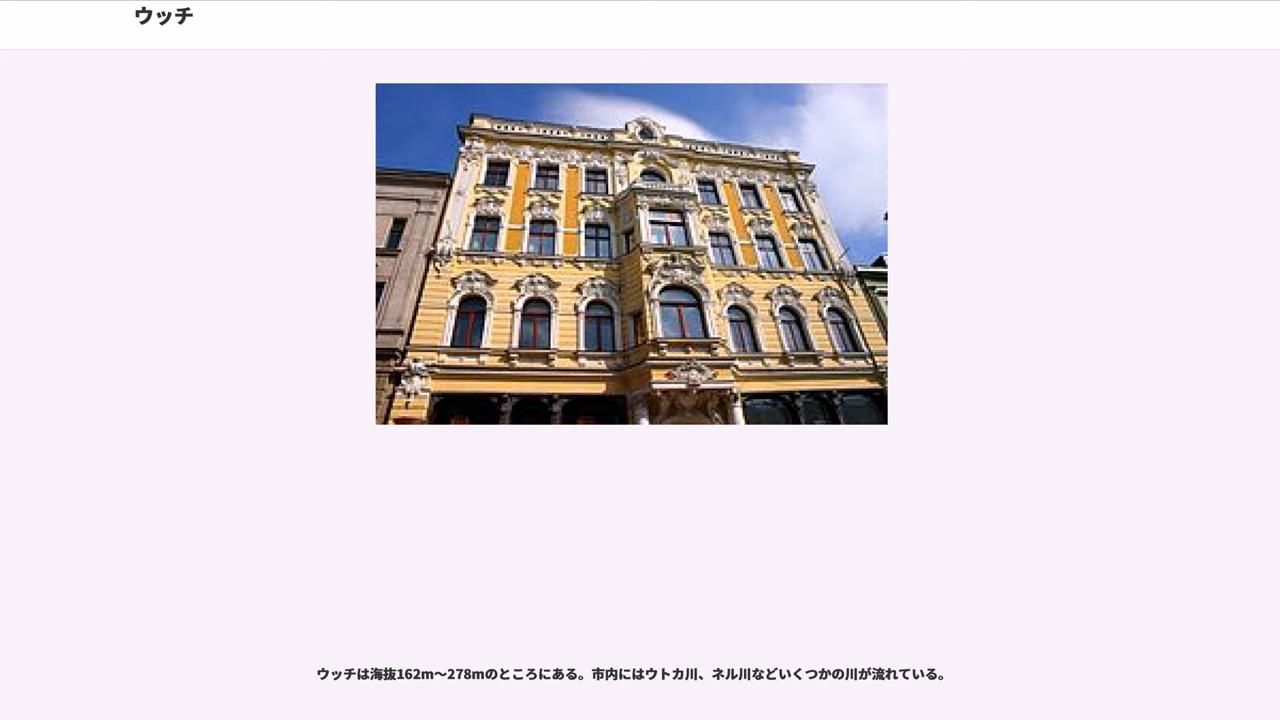 ウッチ
ウッチは海抜162m〜278mのところにある。市内にはウトカ川、ネル川などいくつかの川が流れている。